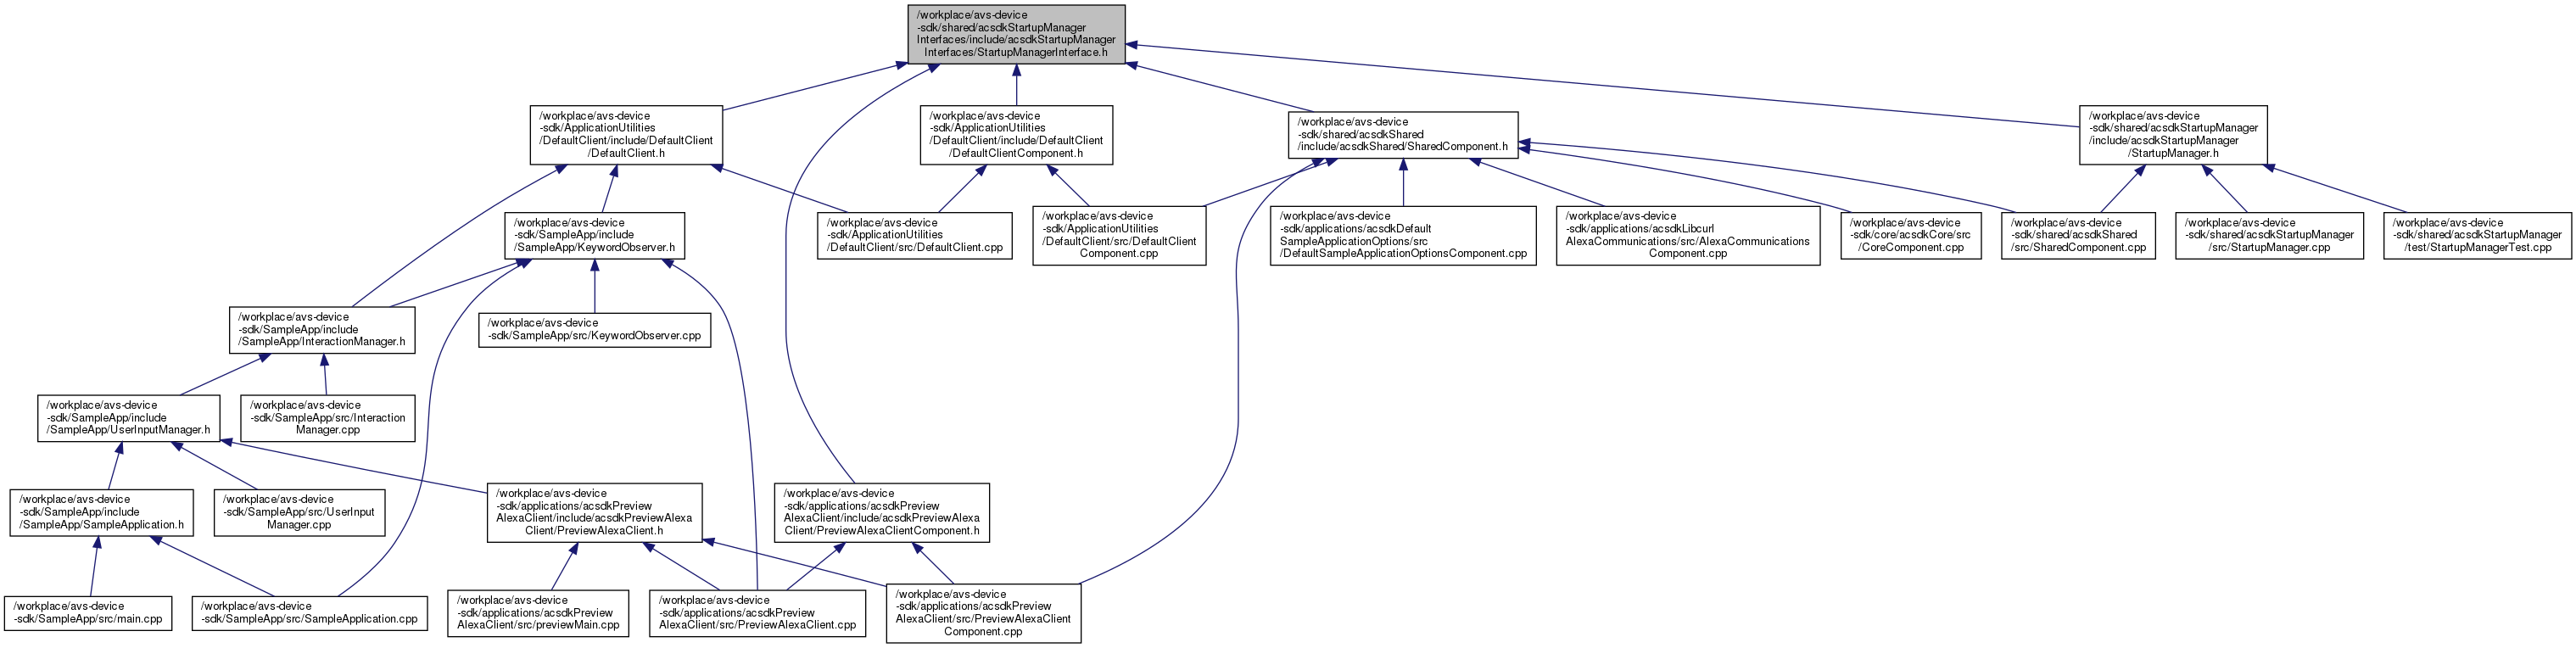 /workplace/avs-device
-sdk/shared/acsdkStartupManager
Interfaces/include/acsdkStartupManager
Interfaces/StartupManagerInterface.h
/workplace/avs-device
-sdk/ApplicationUtilities
/DefaultClient/include/DefaultClient
/DefaultClient.h
/workplace/avs-device
-sdk/ApplicationUtilities
/DefaultClient/include/DefaultClient
/DefaultClientComponent.h
/workplace/avs-device
-sdk/shared/acsdkShared
/include/acsdkShared/SharedComponent.h
/workplace/avs-device
-sdk/shared/acsdkStartupManager
/include/acsdkStartupManager
/StartupManager.h
/workplace/avs-device
-sdk/SampleApp/include
/SampleApp/KeywordObserver.h
/workplace/avs-device
-sdk/ApplicationUtilities
/DefaultClient/src/DefaultClient.cpp
/workplace/avs-device
-sdk/ApplicationUtilities
/DefaultClient/src/DefaultClient
Component.cpp
/workplace/avs-device
-sdk/applications/acsdkDefault
SampleApplicationOptions/src
/DefaultSampleApplicationOptionsComponent.cpp
/workplace/avs-device
-sdk/applications/acsdkLibcurl
AlexaCommunications/src/AlexaCommunications
Component.cpp
/workplace/avs-device
-sdk/core/acsdkCore/src
/CoreComponent.cpp
/workplace/avs-device
-sdk/shared/acsdkShared
/src/SharedComponent.cpp
/workplace/avs-device
-sdk/shared/acsdkStartupManager
/src/StartupManager.cpp
/workplace/avs-device
-sdk/shared/acsdkStartupManager
/test/StartupManagerTest.cpp
/workplace/avs-device
-sdk/SampleApp/include
/SampleApp/InteractionManager.h
/workplace/avs-device
-sdk/SampleApp/src/KeywordObserver.cpp
/workplace/avs-device
-sdk/SampleApp/include
/SampleApp/UserInputManager.h
/workplace/avs-device
-sdk/SampleApp/src/Interaction
Manager.cpp
/workplace/avs-device
-sdk/SampleApp/include
/SampleApp/SampleApplication.h
/workplace/avs-device
-sdk/SampleApp/src/UserInput
Manager.cpp
/workplace/avs-device
-sdk/applications/acsdkPreview
AlexaClient/include/acsdkPreviewAlexa
Client/PreviewAlexaClient.h
/workplace/avs-device
-sdk/applications/acsdkPreview
AlexaClient/include/acsdkPreviewAlexa
Client/PreviewAlexaClientComponent.h
/workplace/avs-device
-sdk/SampleApp/src/main.cpp
/workplace/avs-device
-sdk/SampleApp/src/SampleApplication.cpp
/workplace/avs-device
-sdk/applications/acsdkPreview
AlexaClient/src/previewMain.cpp
/workplace/avs-device
-sdk/applications/acsdkPreview
AlexaClient/src/PreviewAlexaClient.cpp
/workplace/avs-device
-sdk/applications/acsdkPreview
AlexaClient/src/PreviewAlexaClient
Component.cpp